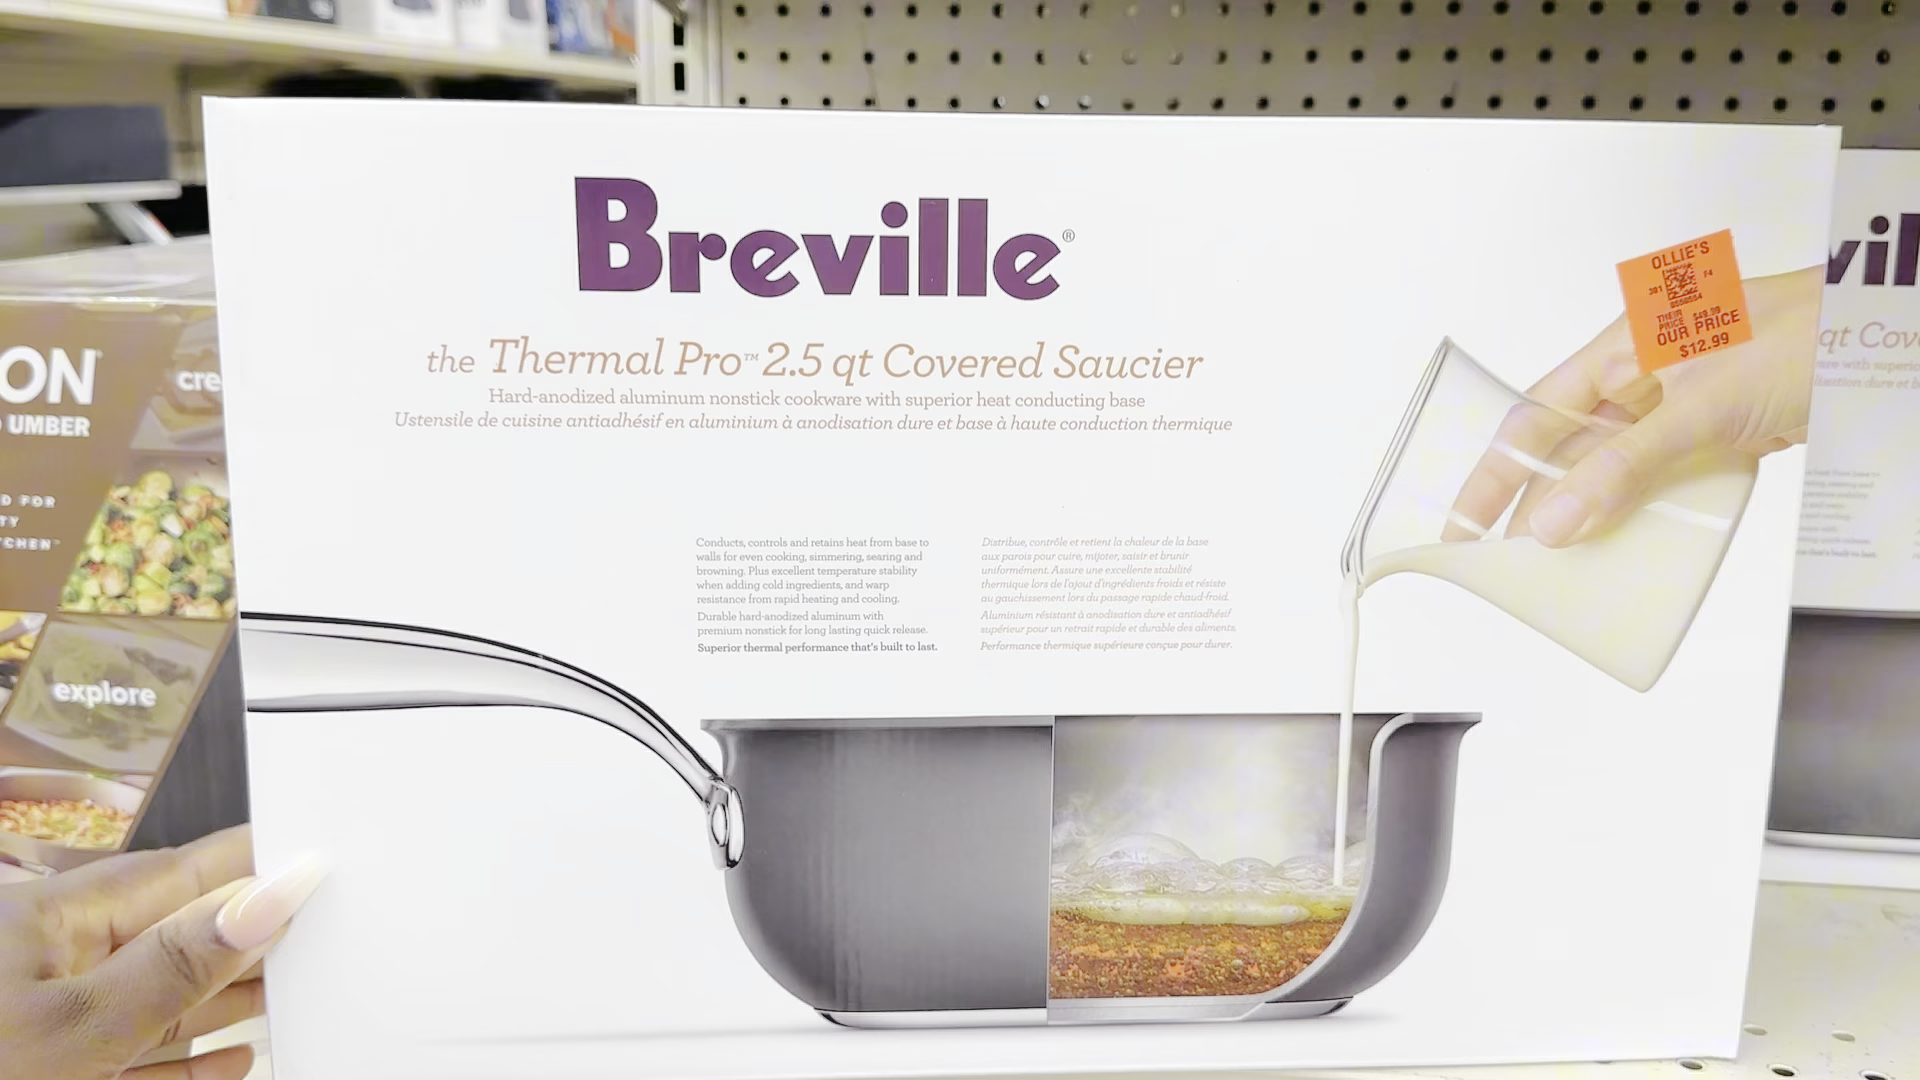 Breville®
the Thermal Pro™ 2.5 qt Covered Saucier
Hard-anodized aluminum nonstick cookware with superior heat conducting base
Ustensile de cuisine antiadhésif en aluminium à anodisation dure et base à haute conduction thermique
Conducts, controls and retains heat from base to
walls for even cooking, simmering, searing and
browning. Plus excellent temperature stability
when adding cold ingredients, and warp
resistance from rapid heating and cooling.
Durable hard-anodized aluminum with
premium nonstick for long lasting quick release.
Superior thermal performance that's built to last.
Distribue, contrôle et retient la chaleur de la base
aux parois pour cuire, mijoter, saisir et brunir
uniformément. Assure une excellente stabilité
thermique lors de l'ajout d'ingrédients froids et résiste
au gauchissement lors du passage rapide chaud-froid.
Aluminium résistant à anodisation dure et antiadhésif
supérieur pour un retrait rapide et durable des aliments.
Performance thermique supérieure conçue pour durer.
OLLIE'S
F4
381
THEIR
PRICE $49.99
OUR PRICE
$12.99
ON
UMBER
cre
D FOR
TY
CHEN™
explore
vil
qt Cov